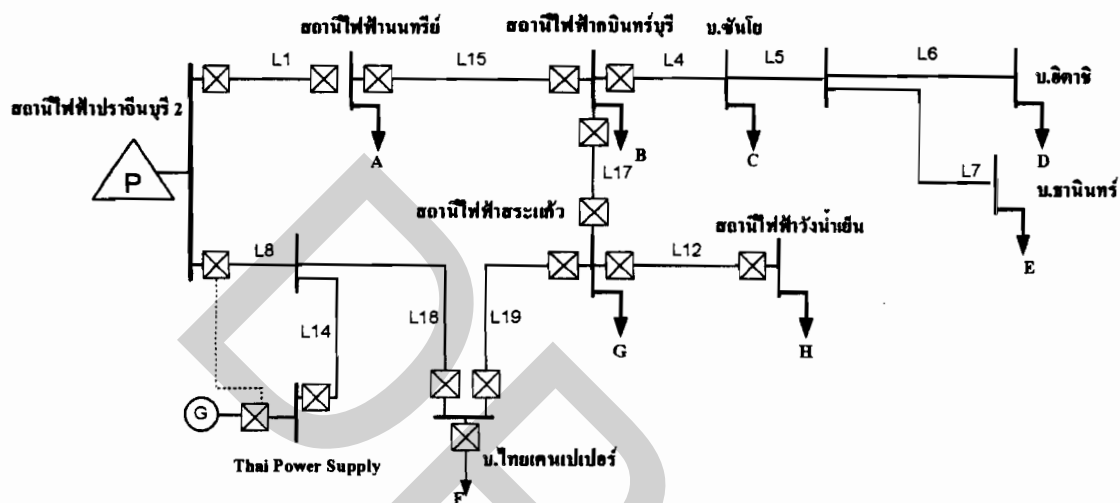 สถานีไฟฟ้านนทรีย์
สถานีไฟฟ้ากบินทร์บุรี
บ.ซันโย
L1
L15
L4
L5
L6
บ.ฮิตาชิ
สถานีไฟฟ้าปราจีนบุรี 2
P
A
B
C
D
L17
L7
บ.ธานินทร์
สถานีไฟฟ้าสระแก้ว
สถานีไฟฟ้าวังน้ำเย็น
L8
L12
E
L14
L18
L19
G
H
G
Thai Power Supply
บ.ไทยเคนเปเปอร์
F